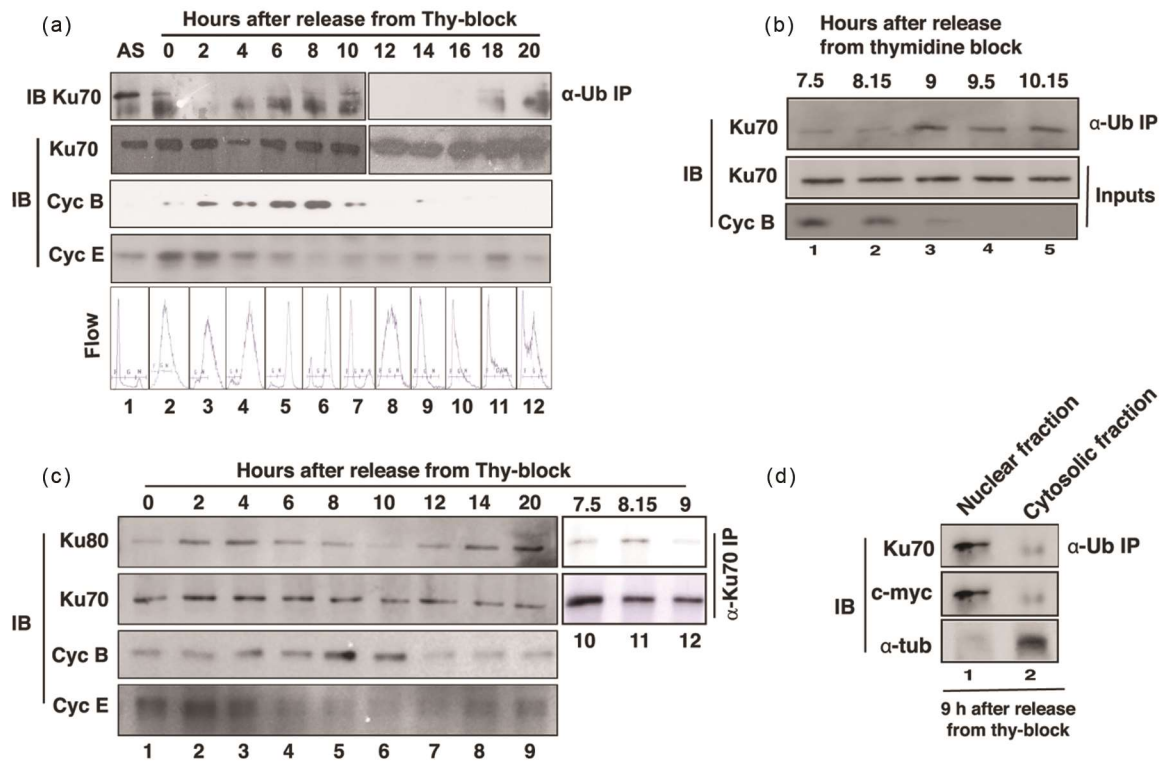 (a)
Hours after release from Thy-block
AS 0 2 4 6 8 10 12 14 16 18 20
IB Ku70
α-Ub IP
IB
Ku70
Cyc B
Cyc E
Flow
1 2 3 4 5 6 7 8 9 10 11 12
(b)
Hours after release
from thymidine block
7.5 8.15 9 9.5 10.15
IB
Ku70
α-Ub IP
Ku70
Cyc B
Inputs
1 2 3 4 5
(c)
Hours after release from Thy-block
0 2 4 6 8 10 12 14 20 7.5 8.15 9
IB
Ku80
Ku70
α-Ku70 IP
10 11 12
Cyc B
Cyc E
1 2 3 4 5 6 7 8 9
(d)
Nuclear fraction
Cytosolic fraction
IB
Ku70
α-Ub IP
c-myc
α-tub
1 2
9 h after release
from thy-block